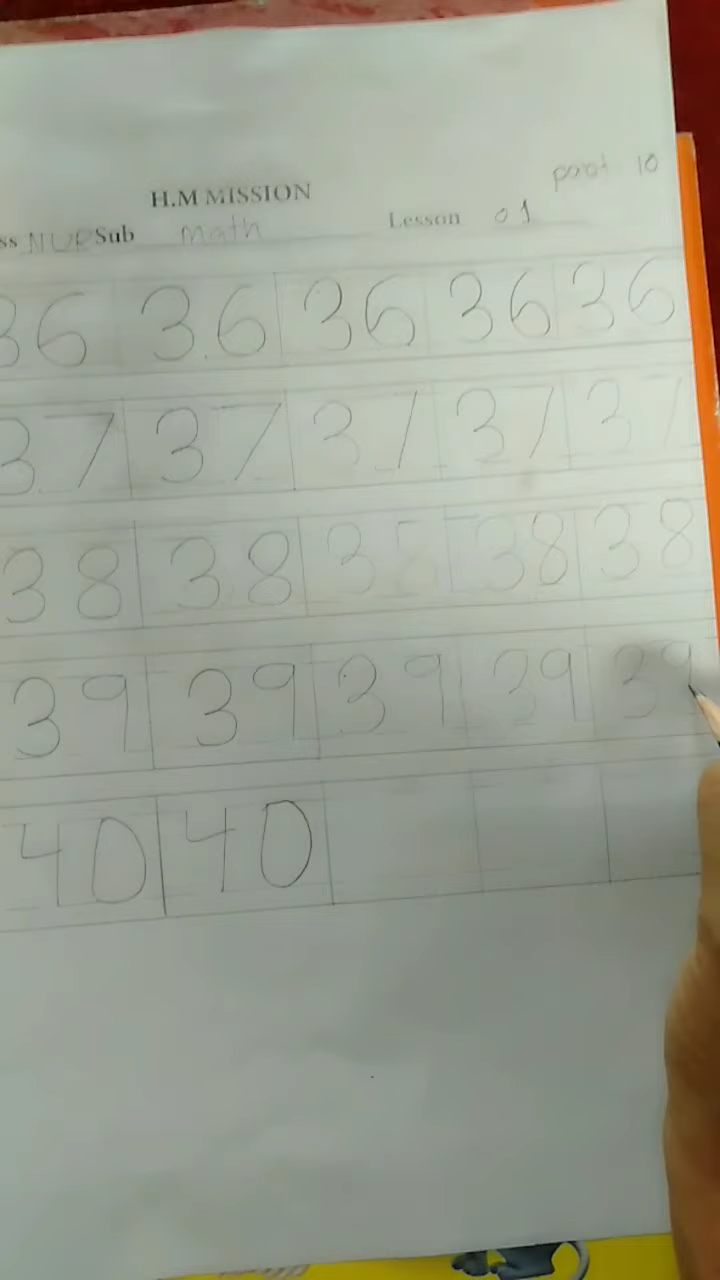 part 10
H.M MISSION
ss NUR Sub math Lesson 01
36 36 36 36 36
37 37 37 37 37
38 38 38 38 38
39 39 39 39 39
40 40